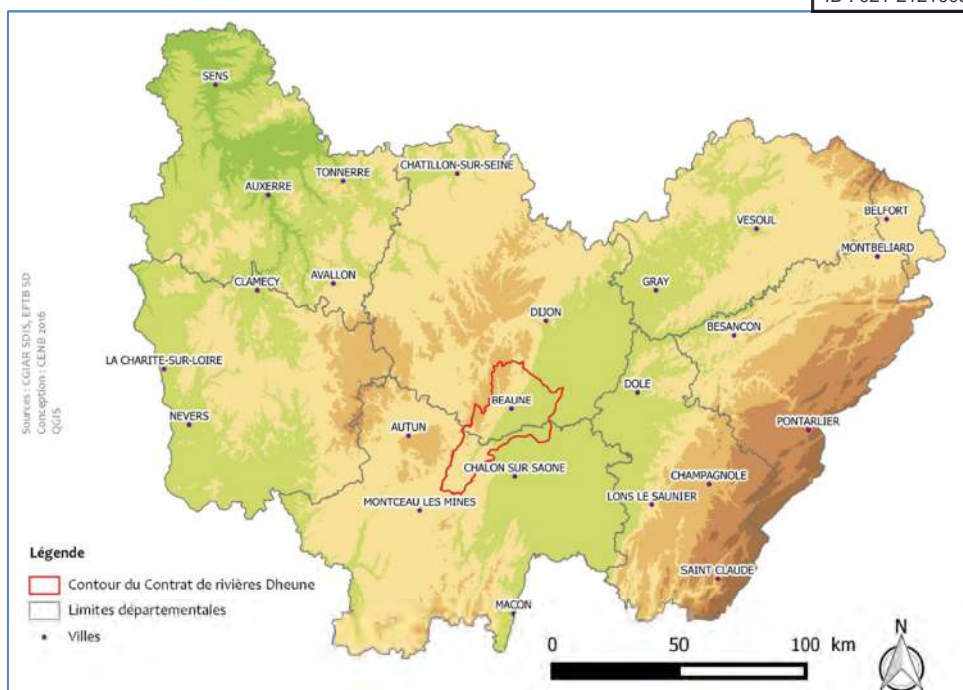 SENS
TONNERRE
CHATILLON-SUR-SEINE
AUXERRE
VESOUL
BELFORT
MONTBELIARD
CLAMECY
AVALLON
GRAY
DIJON
BESANCON
Sources : CGIAR SDIS, EPTB SD
Conception : CENB 2016
QGIS
LA CHARITE-SUR-LOIRE
DOLE
BEAUNE
NEVERS
AUTUN
PONTARLIER
CHALON SUR SAONE
CHAMPAGNOLE
LONS LE SAUNIER
MONTCEAU LES MINES
SAINT CLAUDE
MACON
Légende
Contour du Contrat de rivières Dheune
Limites départementales
Villes
0 50 100 km
N